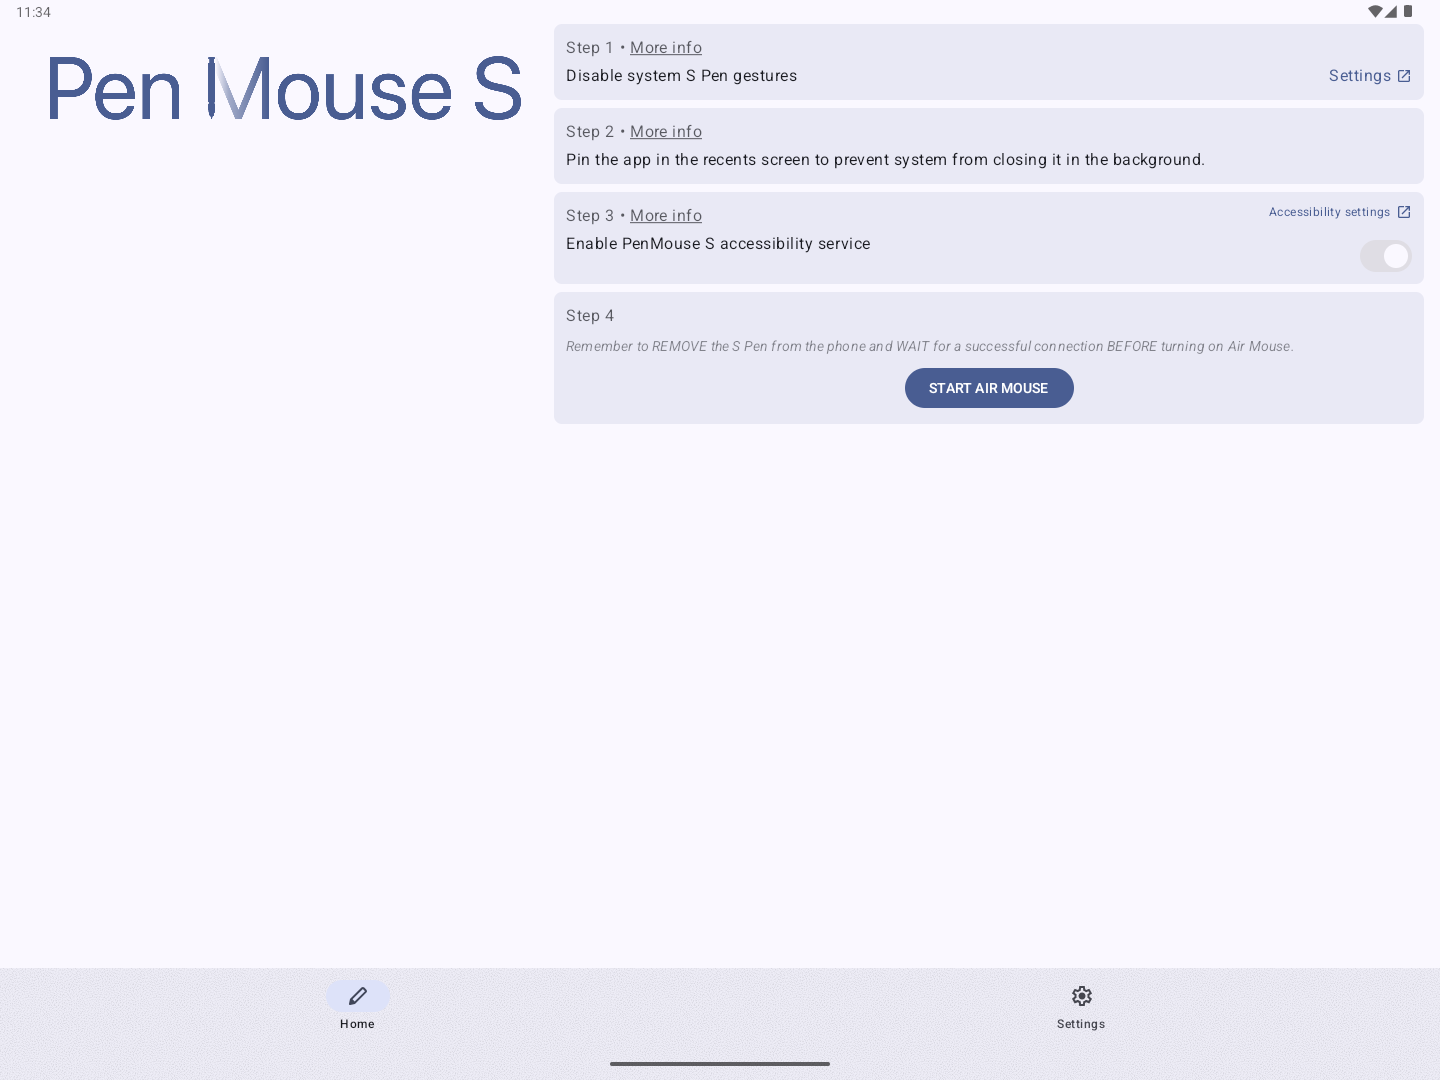 11:34
Pen Mouse S
Step 1 • More info
Disable system S Pen gestures
Settings
Step 2 • More info
Pin the app in the recents screen to prevent system from closing it in the background.
Step 3 • More info
Accessibility settings
Enable PenMouse S accessibility service
Step 4
Remember to REMOVE the S Pen from the phone and WAIT for a successful connection BEFORE turning on Air Mouse.
START AIR MOUSE
Home
Settings